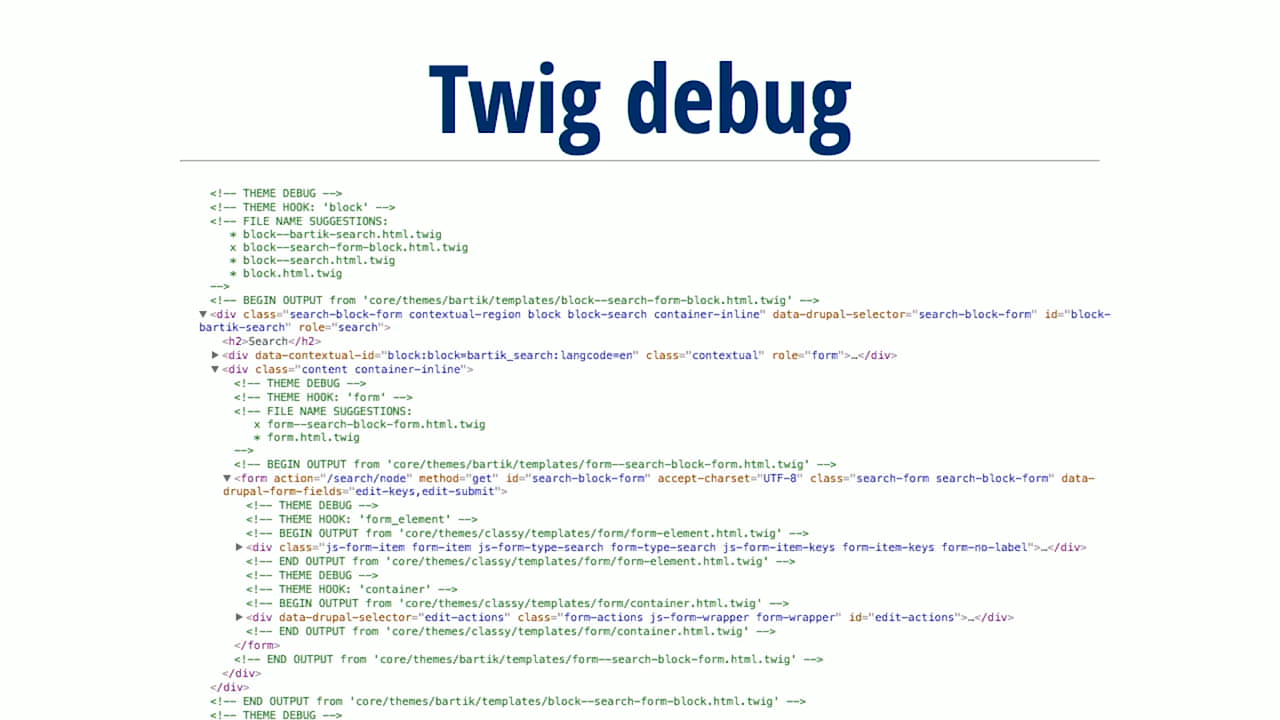 Twig debug
<!-- THEME DEBUG -->
<!-- THEME HOOK: 'block' -->
<!-- FILE NAME SUGGESTIONS:
* block--bartik-search.html.twig
x block--search-form-block.html.twig
* block--search.html.twig
* block.html.twig
-->
<!-- BEGIN OUTPUT from 'core/themes/bartik/templates/block--search-form-block.html.twig' -->
▼<div class="search-block-form contextual-region block block-search container-inline" data-drupal-selector="search-block-form" id="block-
bartik-search" role="search">
<h2>Search</h2>
▶<div data-contextual-id="block:block=bartik_search:langcode=en" class="contextual" role="form">…</div>
▼<div class="content container-inline">
<!-- THEME DEBUG -->
<!-- THEME HOOK: 'form' -->
<!-- FILE NAME SUGGESTIONS:
x form--search-block-form.html.twig
* form.html.twig
-->
<!-- BEGIN OUTPUT from 'core/themes/bartik/templates/form--search-block-form.html.twig' -->
▼<form action="/search/node" method="get" id="search-block-form" accept-charset="UTF-8" class="search-form search-block-form" data-
drupal-form-fields="edit-keys,edit-submit">
<!-- THEME DEBUG -->
<!-- THEME HOOK: 'form_element' -->
<!-- BEGIN OUTPUT from 'core/themes/classy/templates/form/form-element.html.twig' -->
▶<div class="js-form-item form-item js-form-type-search form-type-search js-form-item-keys form-item-keys form-no-label">…</div>
<!-- END OUTPUT from 'core/themes/classy/templates/form/form-element.html.twig' -->
<!-- THEME DEBUG -->
<!-- THEME HOOK: 'container' -->
<!-- BEGIN OUTPUT from 'core/themes/classy/templates/form/container.html.twig' -->
▶<div data-drupal-selector="edit-actions" class="form-actions js-form-wrapper form-wrapper" id="edit-actions">…</div>
<!-- END OUTPUT from 'core/themes/classy/templates/form/container.html.twig' -->
</form>
<!-- END OUTPUT from 'core/themes/bartik/templates/form--search-block-form.html.twig' -->
</div>
</div>
<!-- END OUTPUT from 'core/themes/bartik/templates/block--search-form-block.html.twig' -->
<!-- THEME DEBUG -->